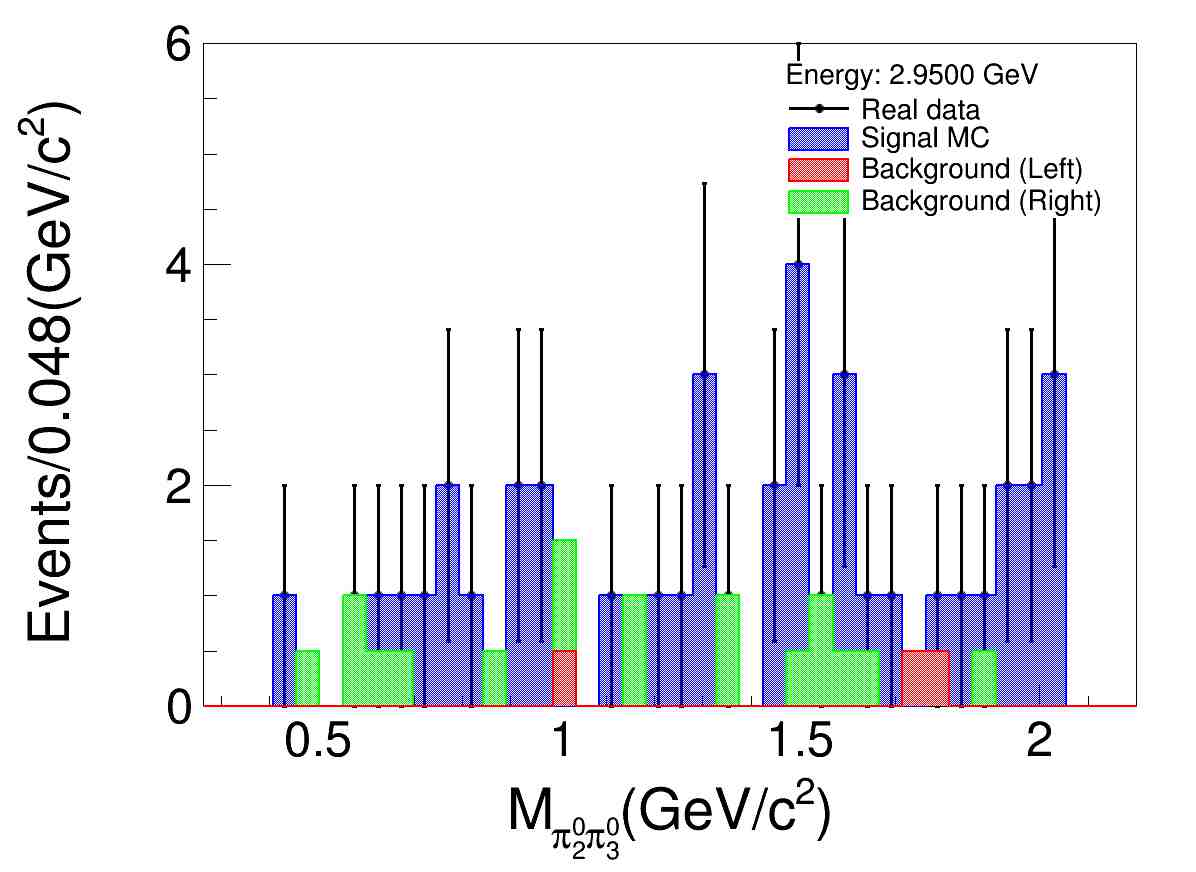 6
4
2
0
Events/0.048(GeV/c²)
Energy: 2.9500 GeV
Real data
Signal MC
Background (Left)
Background (Right)
0.5 1 1.5 2
M_{π⁰₂π⁰₃}(GeV/c²)